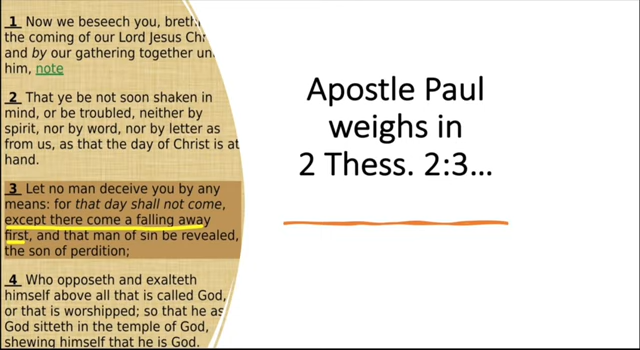 1 Now we beseech you,
the coming of our Lord Jesus
and by our gathering together
him, note
2 That ye be not soon shaken in
mind, or be troubled, neither by
spirit, nor by word, nor by letter as
from us, as that the day of Christ is at
hand.
3 Let no man deceive you by any
means: for that day shall not come,
except there come a falling away
first, and that man of sin be revealed,
the son of perdition;
4 Who opposeth and exalteth
himself above all that is called God,
or that is worshipped; so that he as
God sitteth in the temple of God,
shewing himself that he is God.
Apostle Paul
weighs in
2 Thess. 2:3...